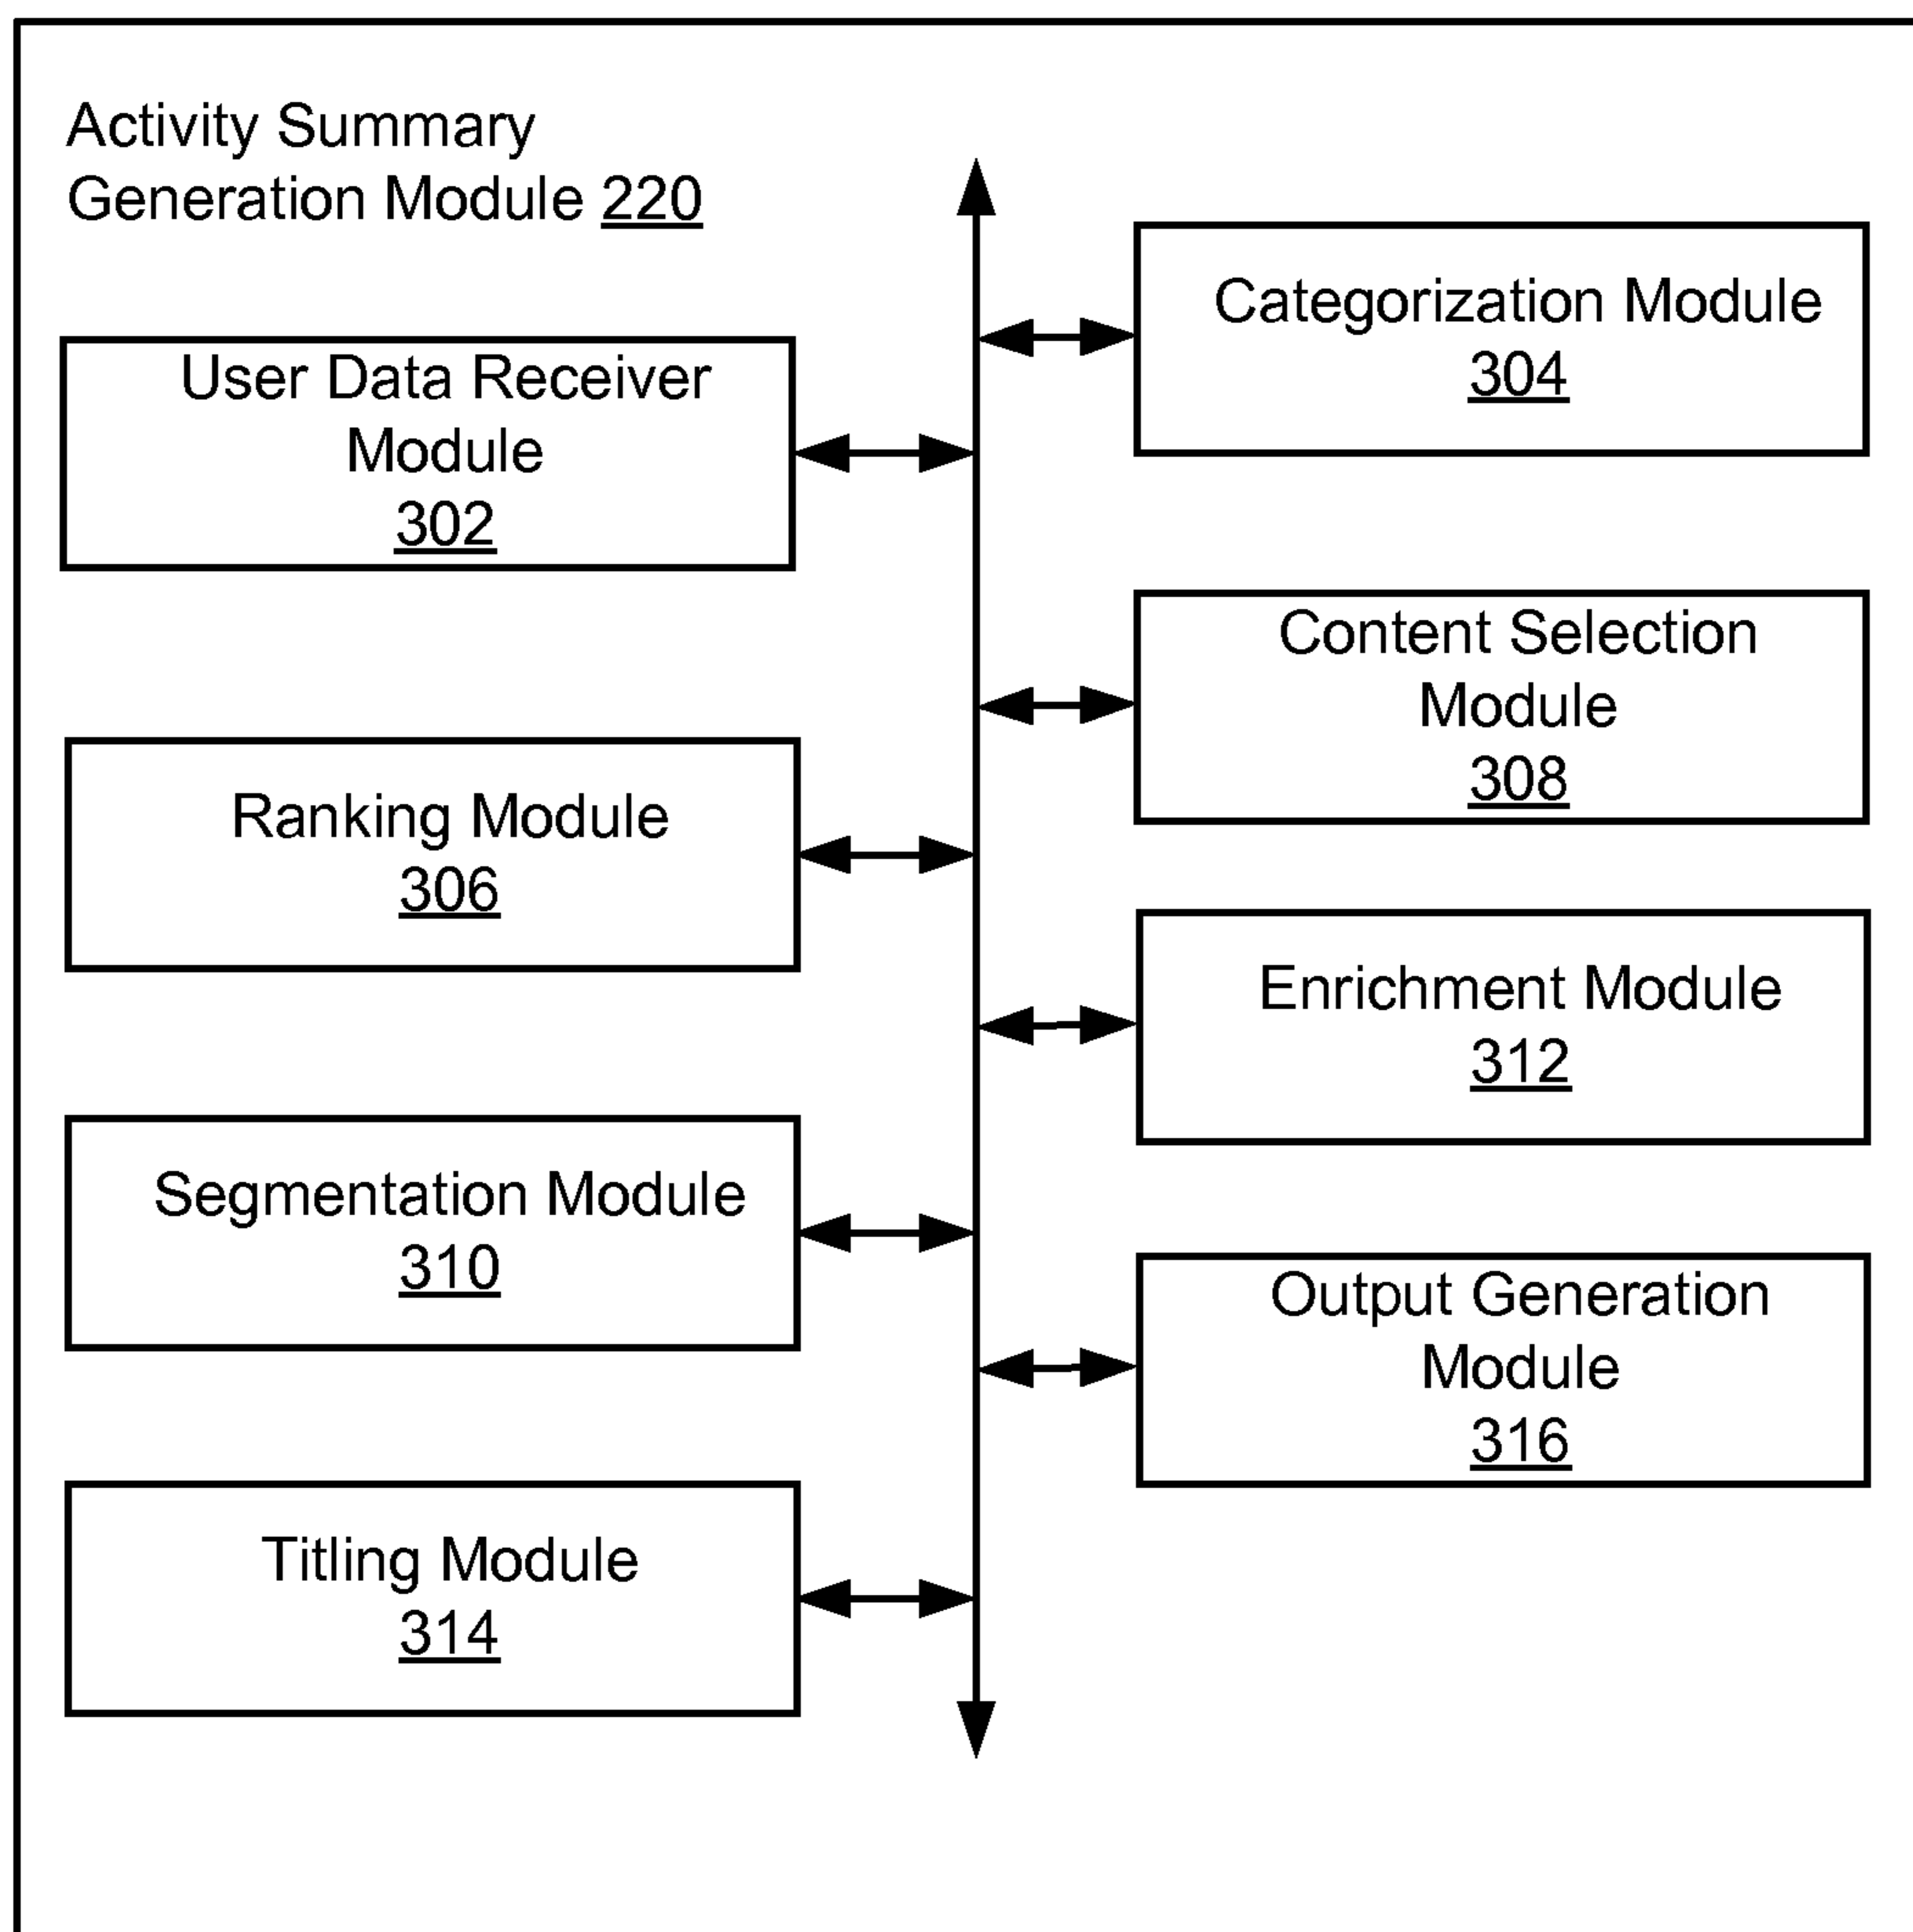 Activity Summary
Generation Module 220
User Data Receiver
Module
302
Categorization Module
304
Ranking Module
306
Content Selection
Module
308
Segmentation Module
310
Enrichment Module
312
Titling Module
314
Output Generation
Module
316